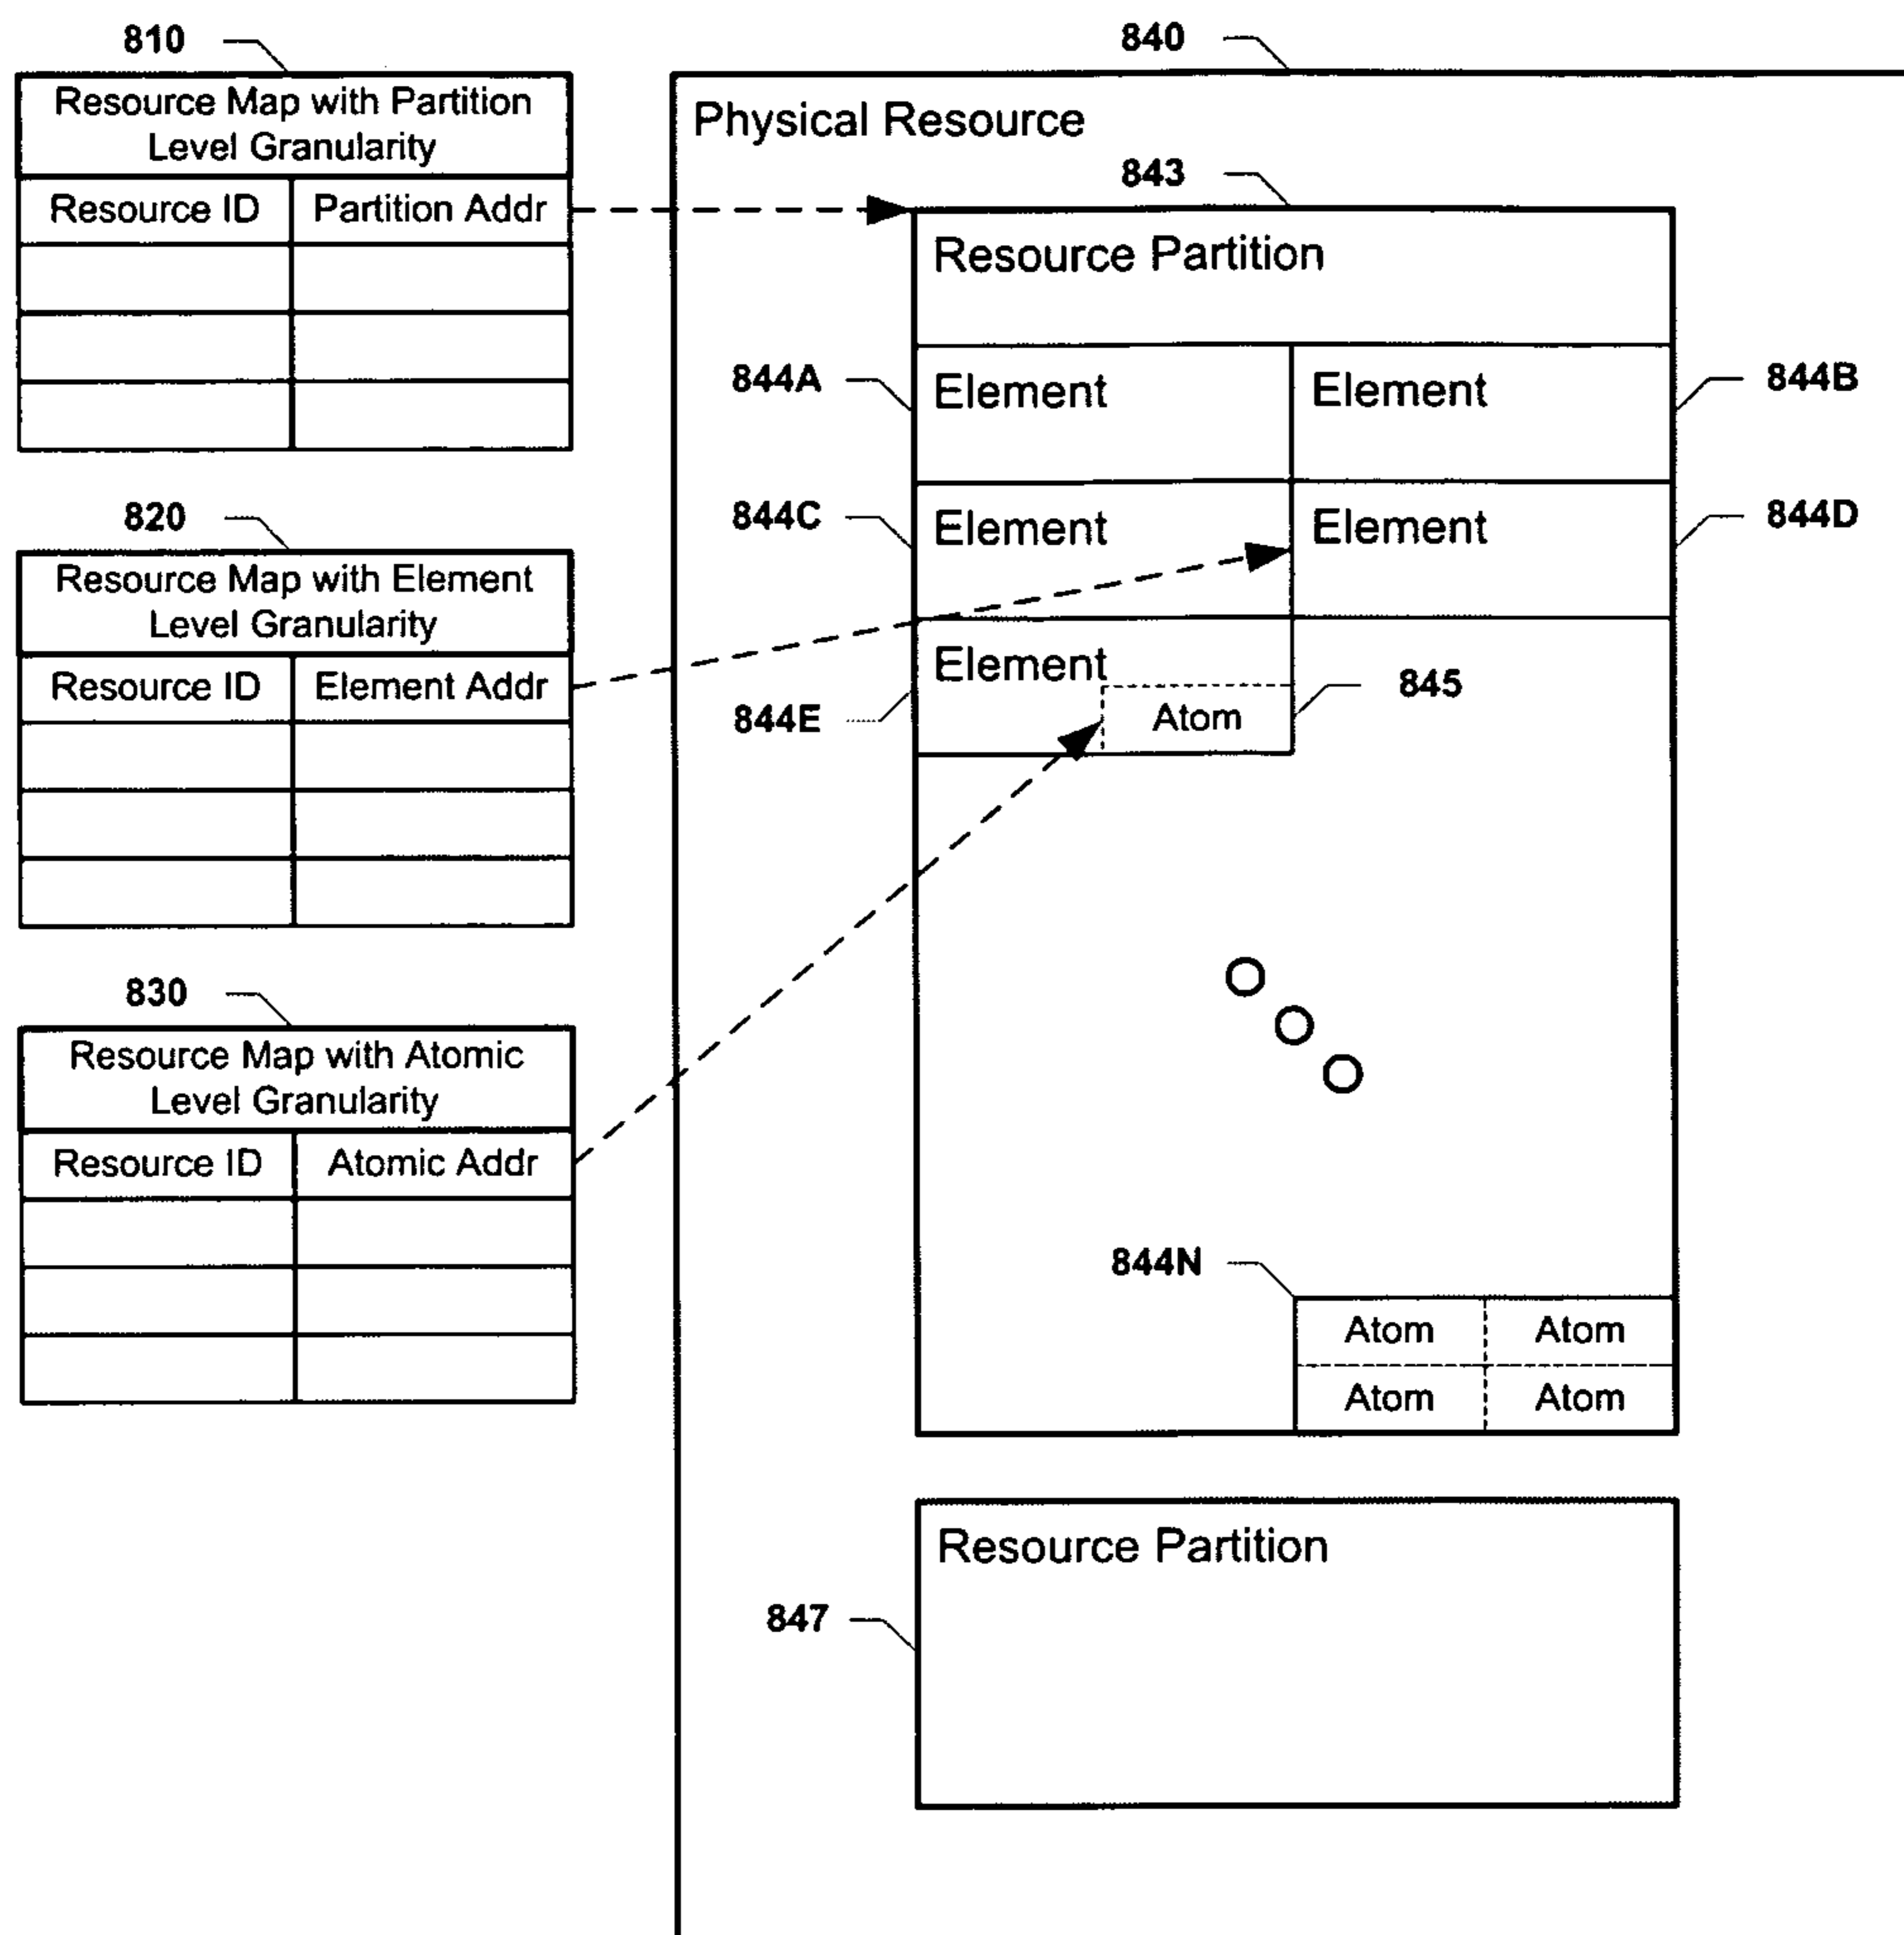 810
Resource Map with Partition
Level Granularity
Resource ID Partition Addr
820
Resource Map with Element
Level Granularity
Resource ID Element Addr
830
Resource Map with Atomic
Level Granularity
Resource ID Atomic Addr
840
Physical Resource
843
Resource Partition
844A Element Element 844B
844C Element Element 844D
Element
844E Atom 845
844N
Atom Atom
Atom Atom
Resource Partition
847